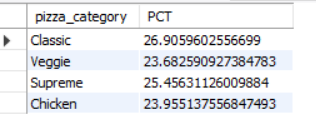 pizza_category PCT
Classic 26.9059602556699
Veggie 23.682590927384783
Supreme 25.45631126009884
Chicken 23.955137556847493